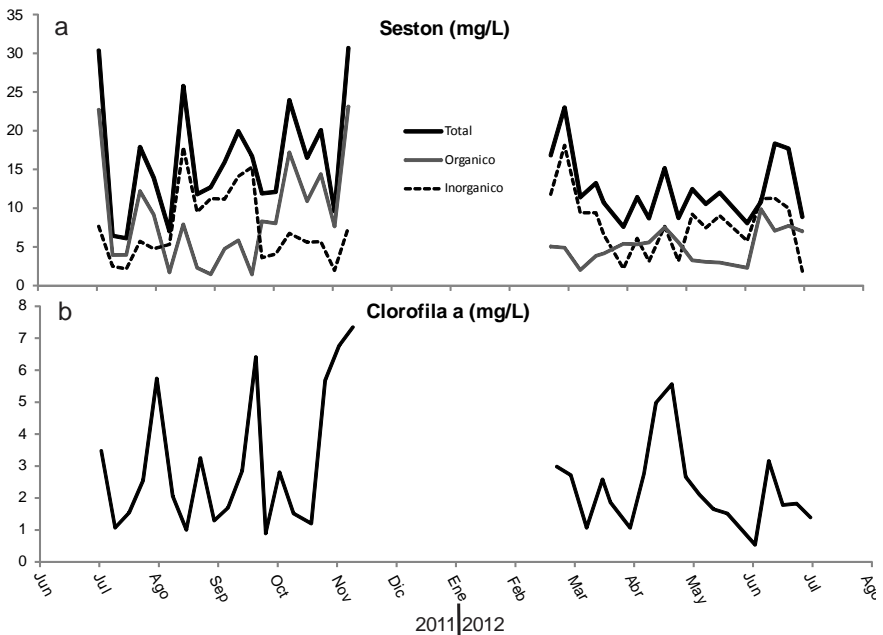 a
Seston (mg/L)
35
30
25
20
15
10
5
0
Total
Organico
Inorganico
b
Clorofila a (mg/L)
8
7
6
5
4
3
2
1
0
Jun
Jul
Ago
Sep
Oct
Nov
Dic
Ene
Feb
Mar
Abr
May
Jun
Jul
Ago
2011 2012